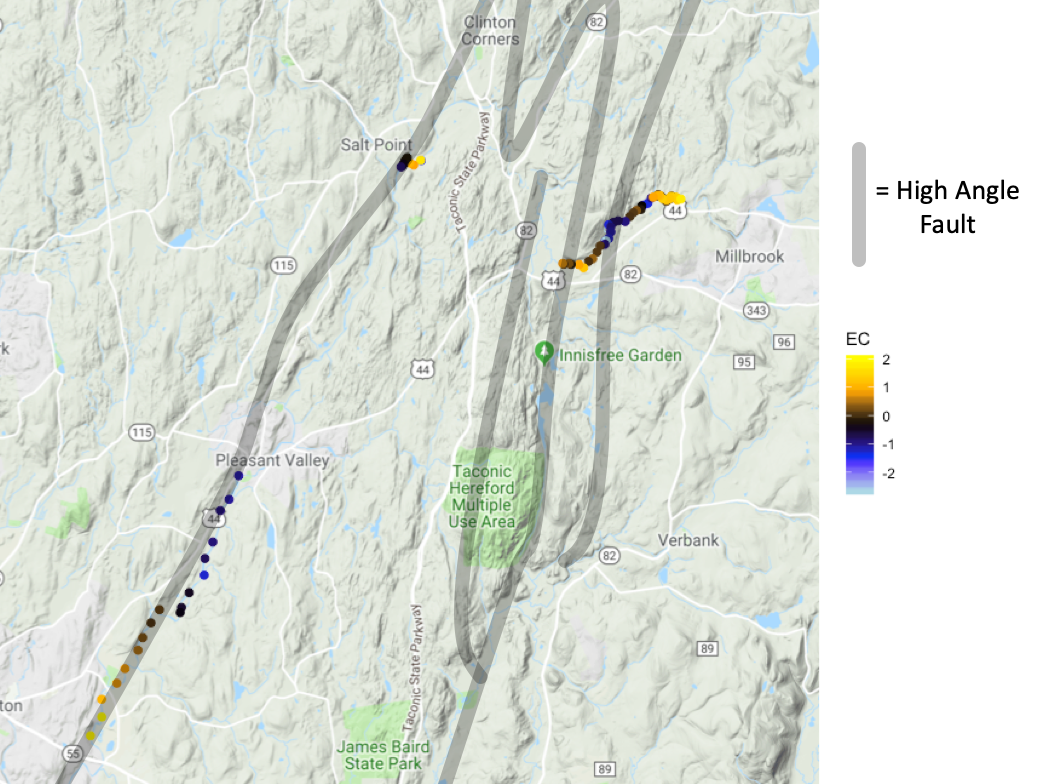 Clinton
Corners
82
Salt Point
Taconic State Parkway
44
82
Millbrook
115
44
82
343
Innisfree Garden
96
95
44
115
Pleasant Valley
Taconic
Hereford
Multiple
Use Area
44
Verbank
82
Taconic State Parkway
89
ton
55
James Baird
State Park
89
rk
= High Angle
Fault
EC
2
1
0
-1
-2